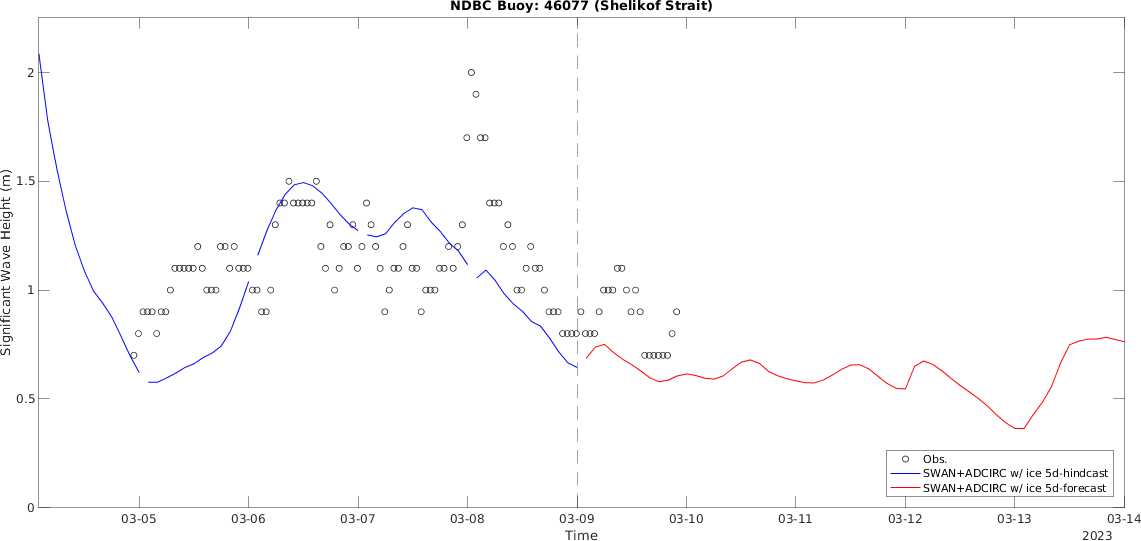 NDBC Buoy: 46077 (Shelikof Strait)
Significant Wave Height (m)
2
1.5
1
0.5
0
03-05 03-06 03-07 03-08 03-09 03-10 03-11 03-12 03-13 03-14
Time
2023
Obs.
SWAN+ADCIRC w/ ice 5d-hindcast
SWAN+ADCIRC w/ ice 5d-forecast